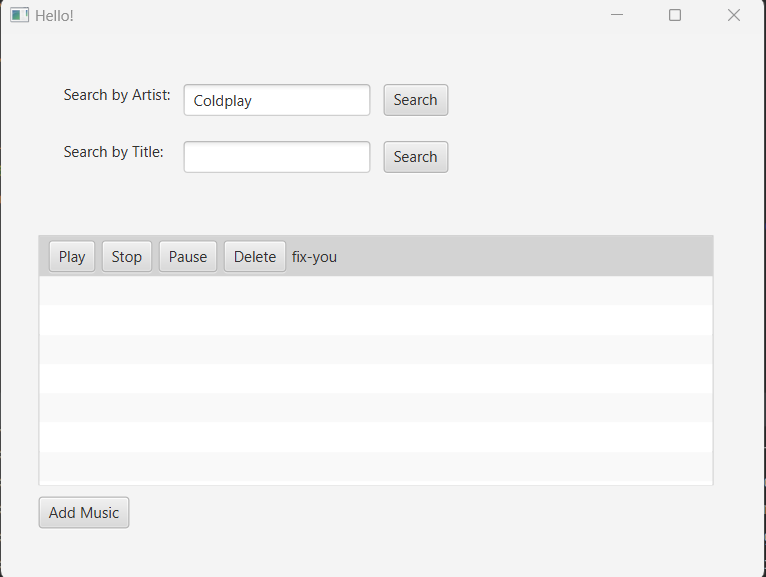 Hello!
Search by Artist: Coldplay Search
Search by Title: Search
Play Stop Pause Delete fix-you
Add Music